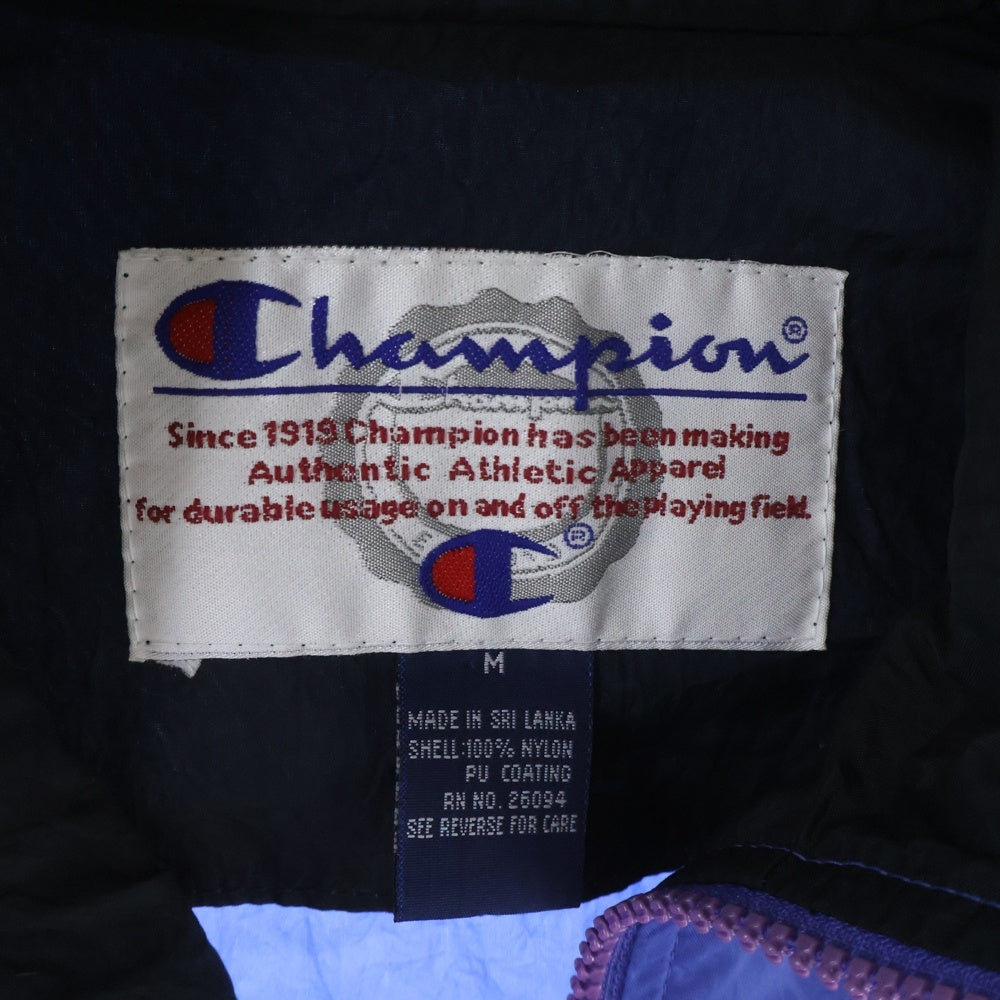 Champion®
Since 1919 Champion has been making
Authentic Athletic Apparel
for durable usage on and off the playing field.
®
M
MADE IN SRI LANKA
SHELL:100% NYLON
PU COATING
RN NO. 26094
SEE REVERSE FOR CARE